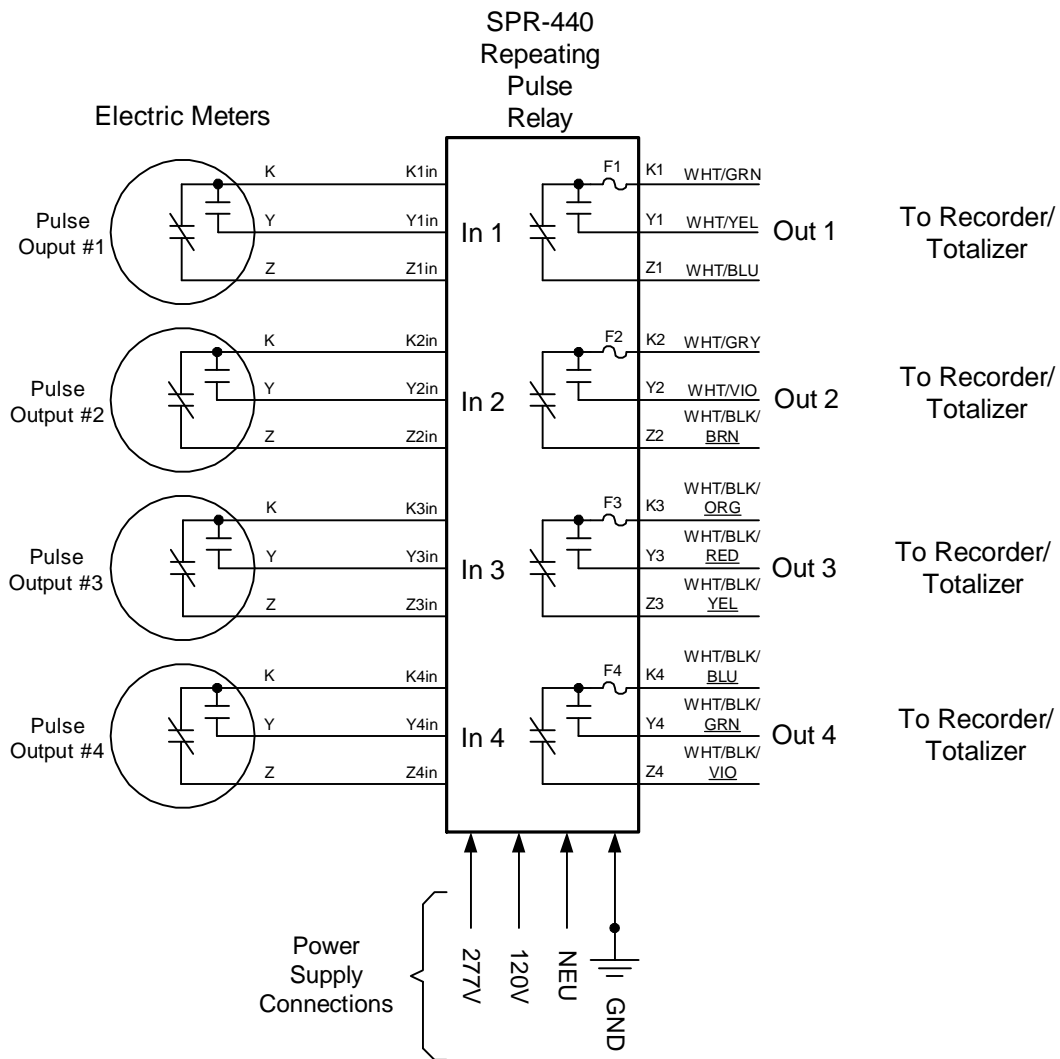 SPR-440
Repeating
Pulse
Relay
Electric Meters
Pulse
Ouput #1
K
Y
Z
K1in
Y1in
Z1in
In 1
F1
K1
Y1
Z1
WHT/GRN
WHT/YEL
WHT/BLU
Out 1
To Recorder/
Totalizer
Pulse
Output #2
K
Y
Z
K2in
Y2in
Z2in
In 2
F2
K2
Y2
Z2
WHT/GRY
WHT/VIO
WHT/BLK/
BRN
Out 2
To Recorder/
Totalizer
Pulse
Output #3
K
Y
Z
K3in
Y3in
Z3in
In 3
F3
K3
Y3
Z3
WHT/BLK/
ORG
WHT/BLK/
RED
WHT/BLK/
YEL
Out 3
To Recorder/
Totalizer
Pulse
Output #4
K
Y
Z
K4in
Y4in
Z4in
In 4
F4
K4
Y4
Z4
WHT/BLK/
BLU
WHT/BLK/
GRN
WHT/BLK/
VIO
Out 4
To Recorder/
Totalizer
Power
Supply
Connections
277V
120V
NEU
GND